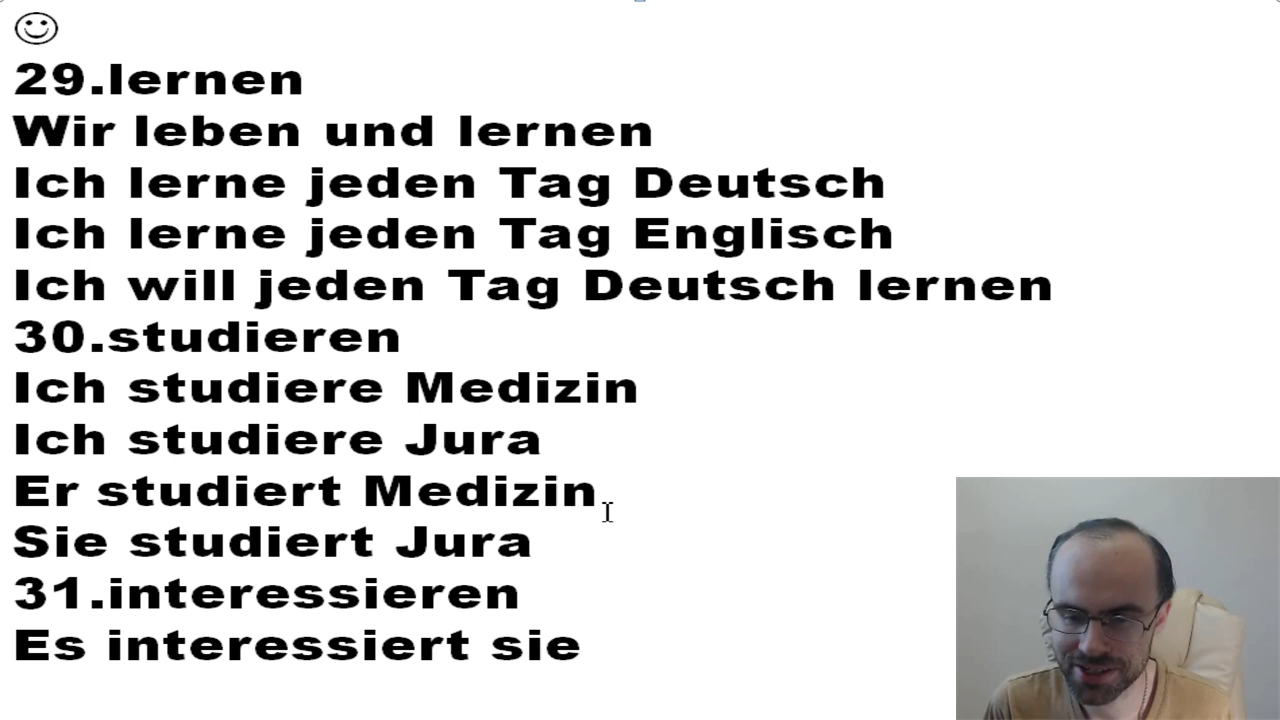 29.lernen
Wir leben und lernen
Ich lerne jeden Tag Deutsch
Ich lerne jeden Tag Englisch
Ich will jeden Tag Deutsch lernen
30.studieren
Ich studiere Medizin
Ich studiere Jura
Er studiert Medizin
Sie studiert Jura
31.interessieren
Es interessiert sie